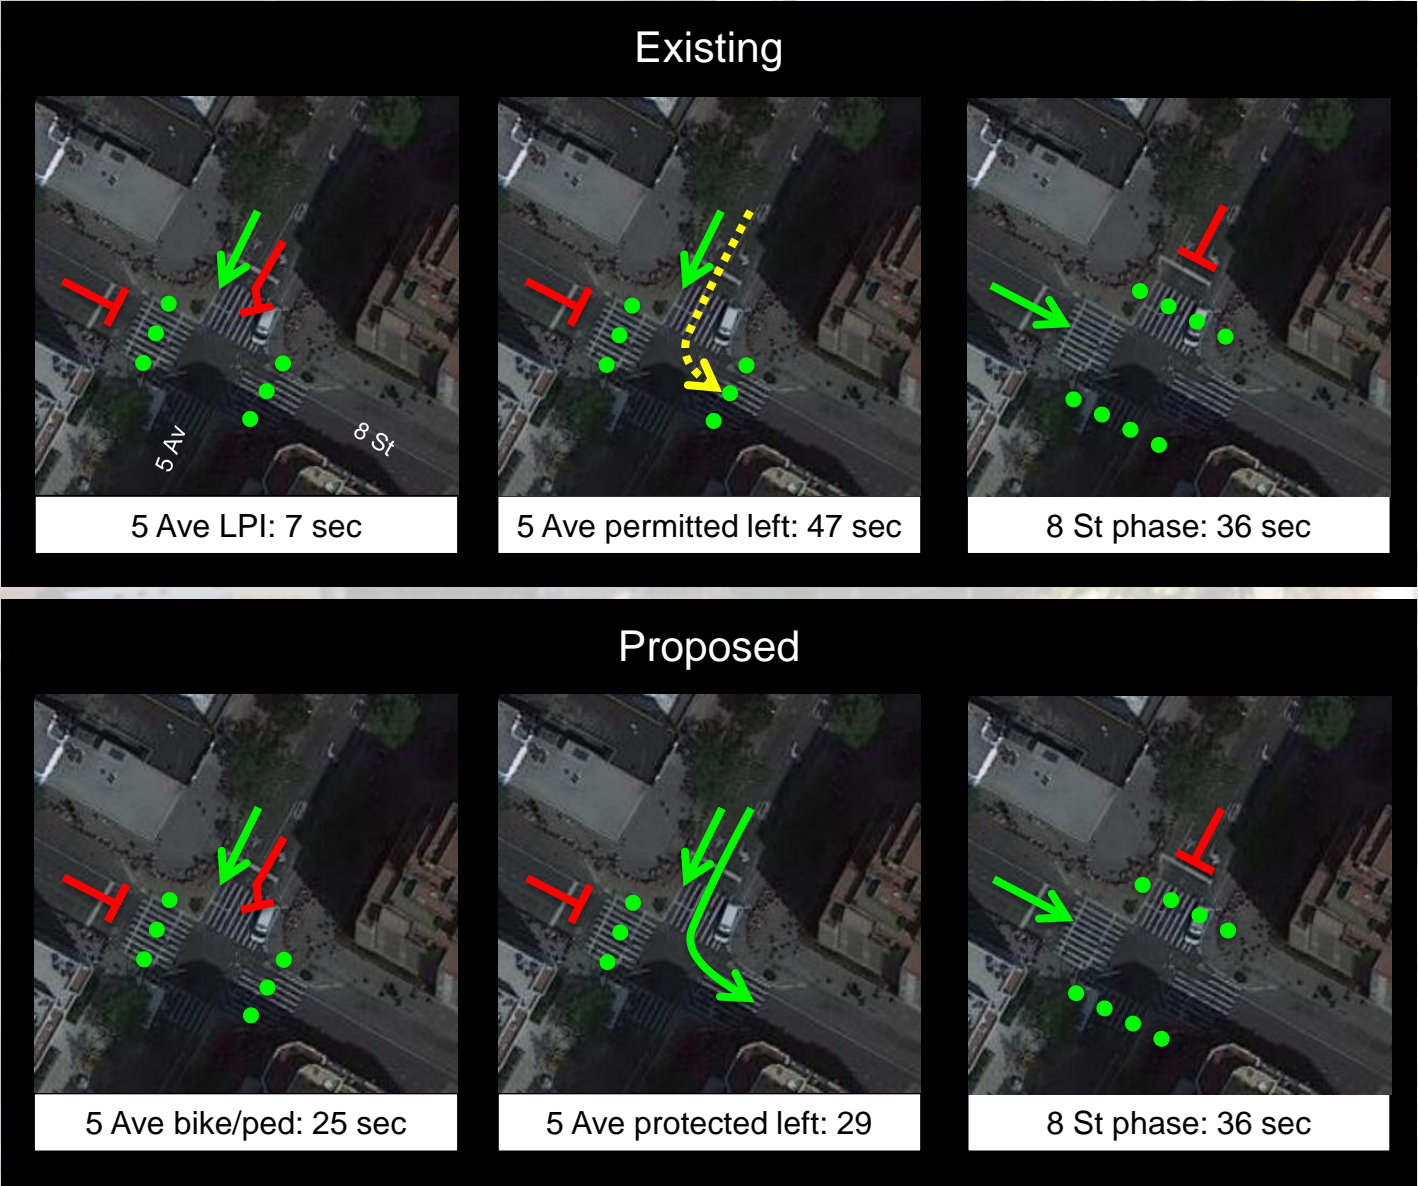 Existing
5 Av
8 St
5 Ave LPI: 7 sec
5 Ave permitted left: 47 sec
8 St phase: 36 sec
Proposed
5 Ave bike/ped: 25 sec
5 Ave protected left: 29
8 St phase: 36 sec